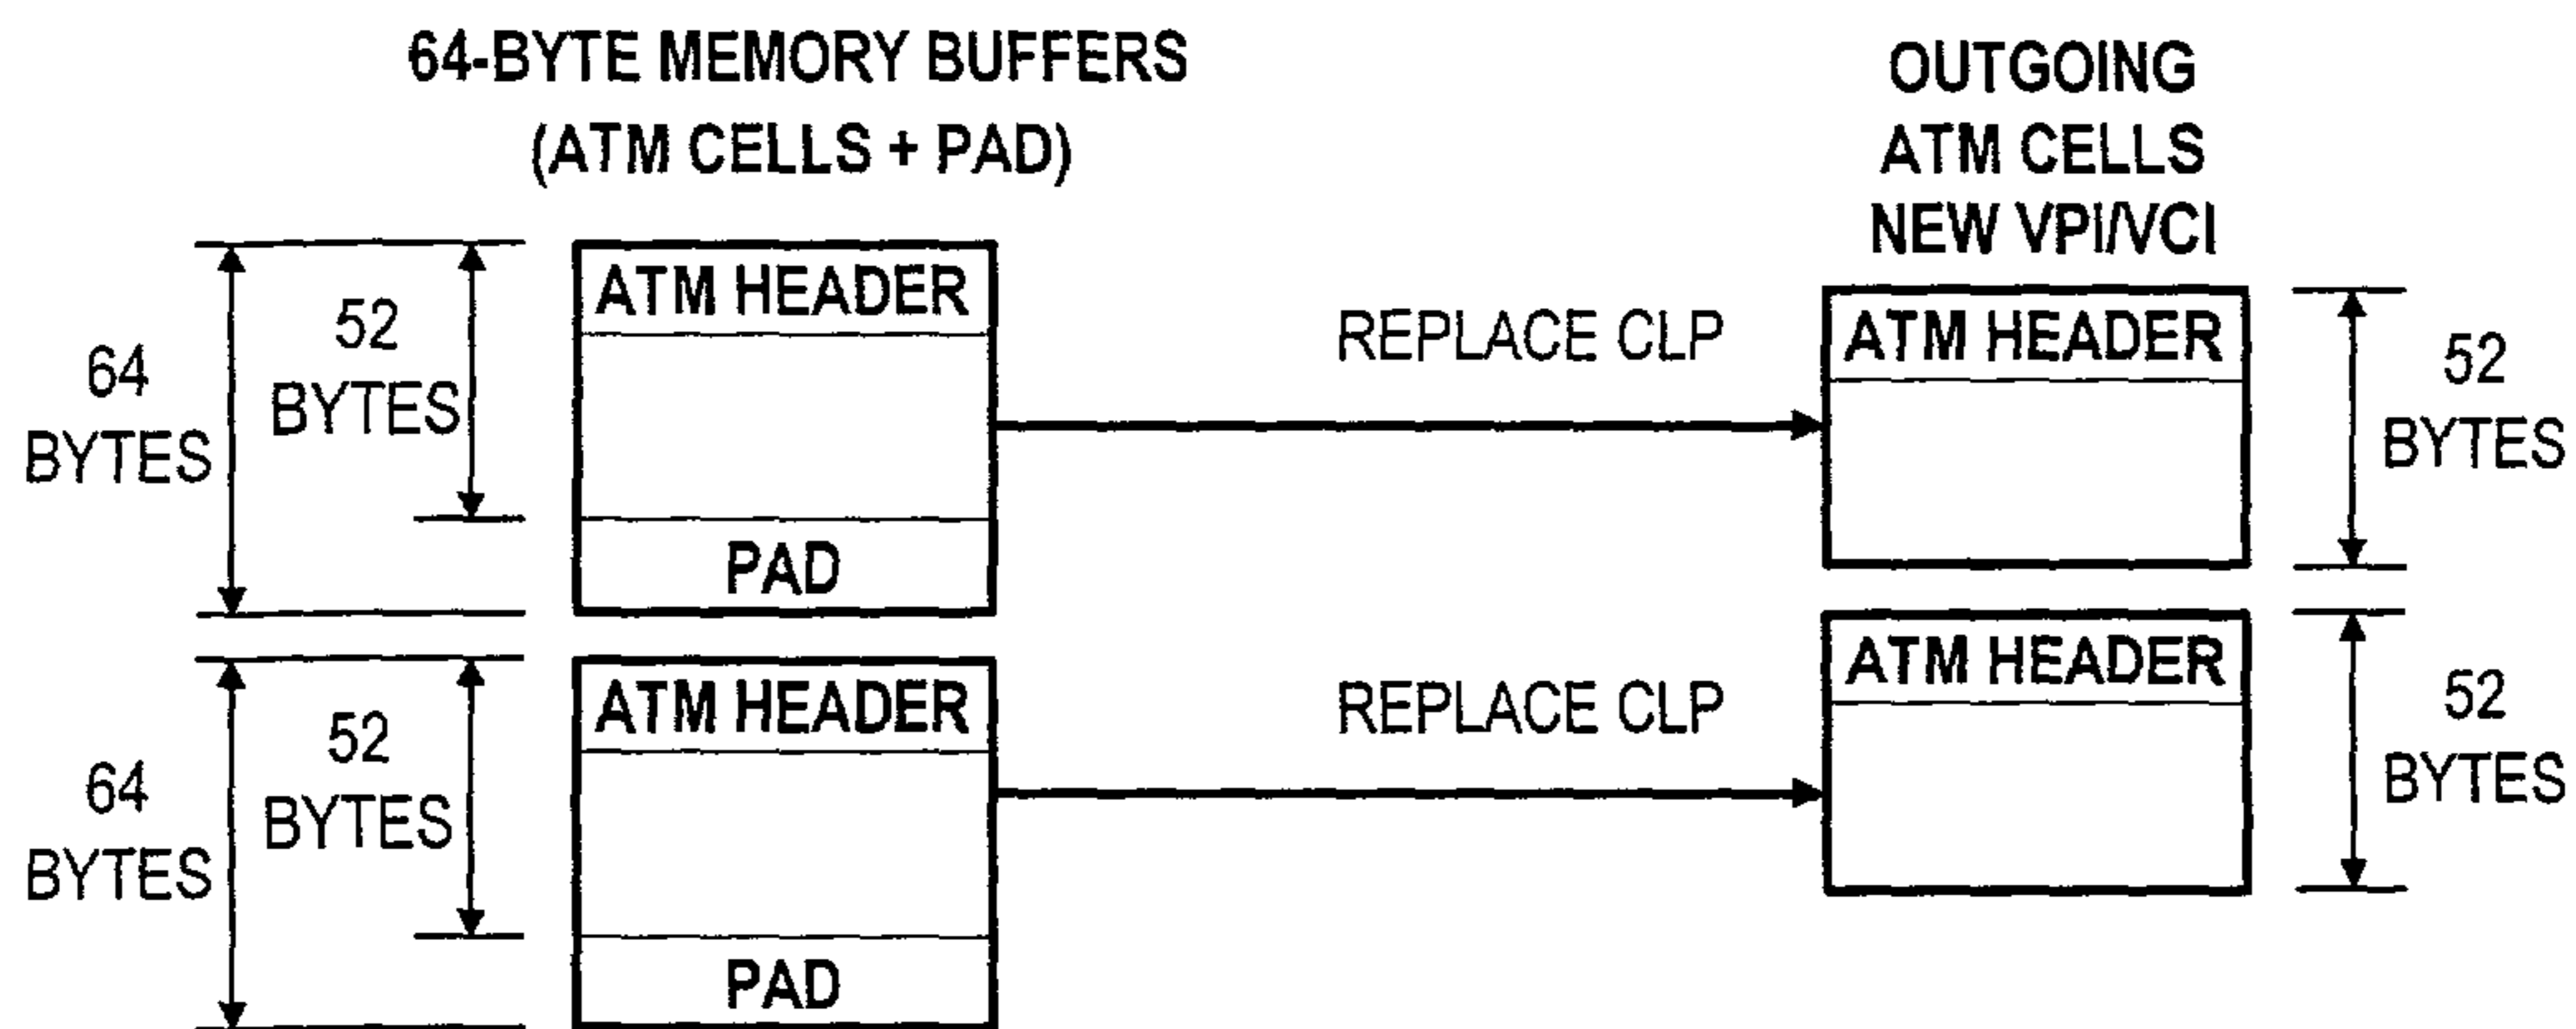 64-BYTE MEMORY BUFFERS
(ATM CELLS + PAD)
OUTGOING
ATM CELLS
NEW VPI/VCI
64
BYTES
52
BYTES
ATM HEADER
PAD
REPLACE CLP
ATM HEADER
52
BYTES
64
BYTES
52
BYTES
ATM HEADER
PAD
REPLACE CLP
ATM HEADER
52
BYTES